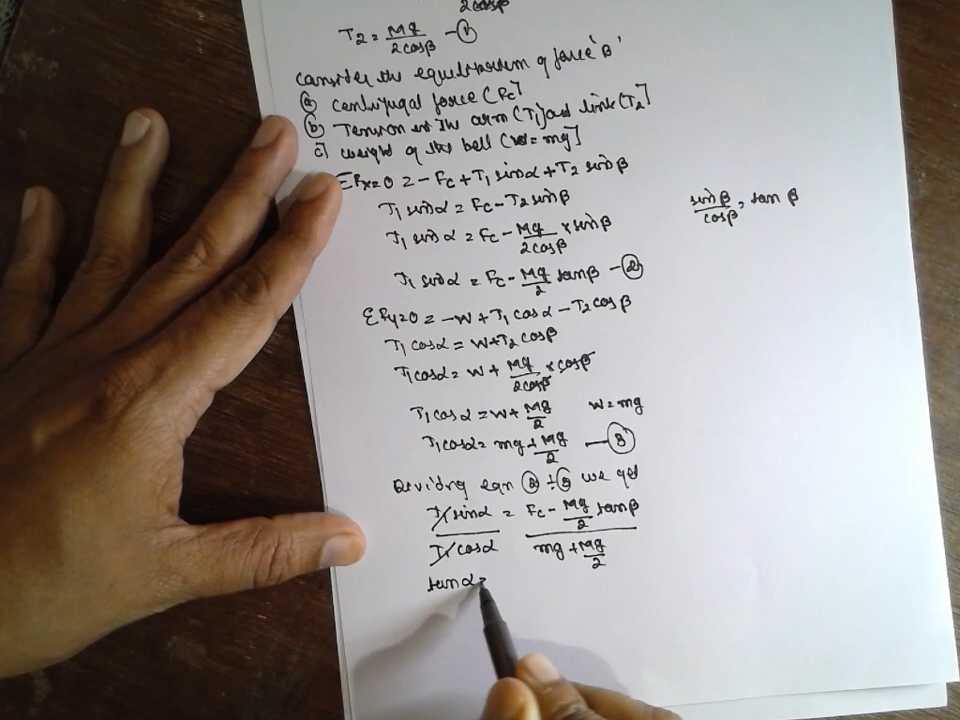 2cosβ
T2 = Mg/2cosβ - ①
Consider the equilibrium of force 'B'
ⓐ Centrifugal force (Fc]
ⓑ Tension in the arm (T1) and link (T2]
c] weight of the ball (w = mg]
ΣFx=0 = -Fc + T1 sinα + T2 sinβ
T1 sinα = Fc - T2 sinβ
sinβ/cosβ, tan β
T1 sinα = Fc - Mg/2cosβ × sinβ
T1 sinα = Fc - Mg/2 tanβ - ②
ΣFy=0 = -W + T1 cosα - T2 cosβ
T1 cosα = W + T2 cosβ
T1 cosα = W + Mg/2cosβ × cosβ
T1 cosα = W + Mg/2 W = mg
T1 cosα = mg + Mg/2 — ③
Dividing eqn ② ÷ ③ we get
T1 sinα/T1 cosα = Fc - Mg/2 tanβ/mg + Mg/2
tanα =